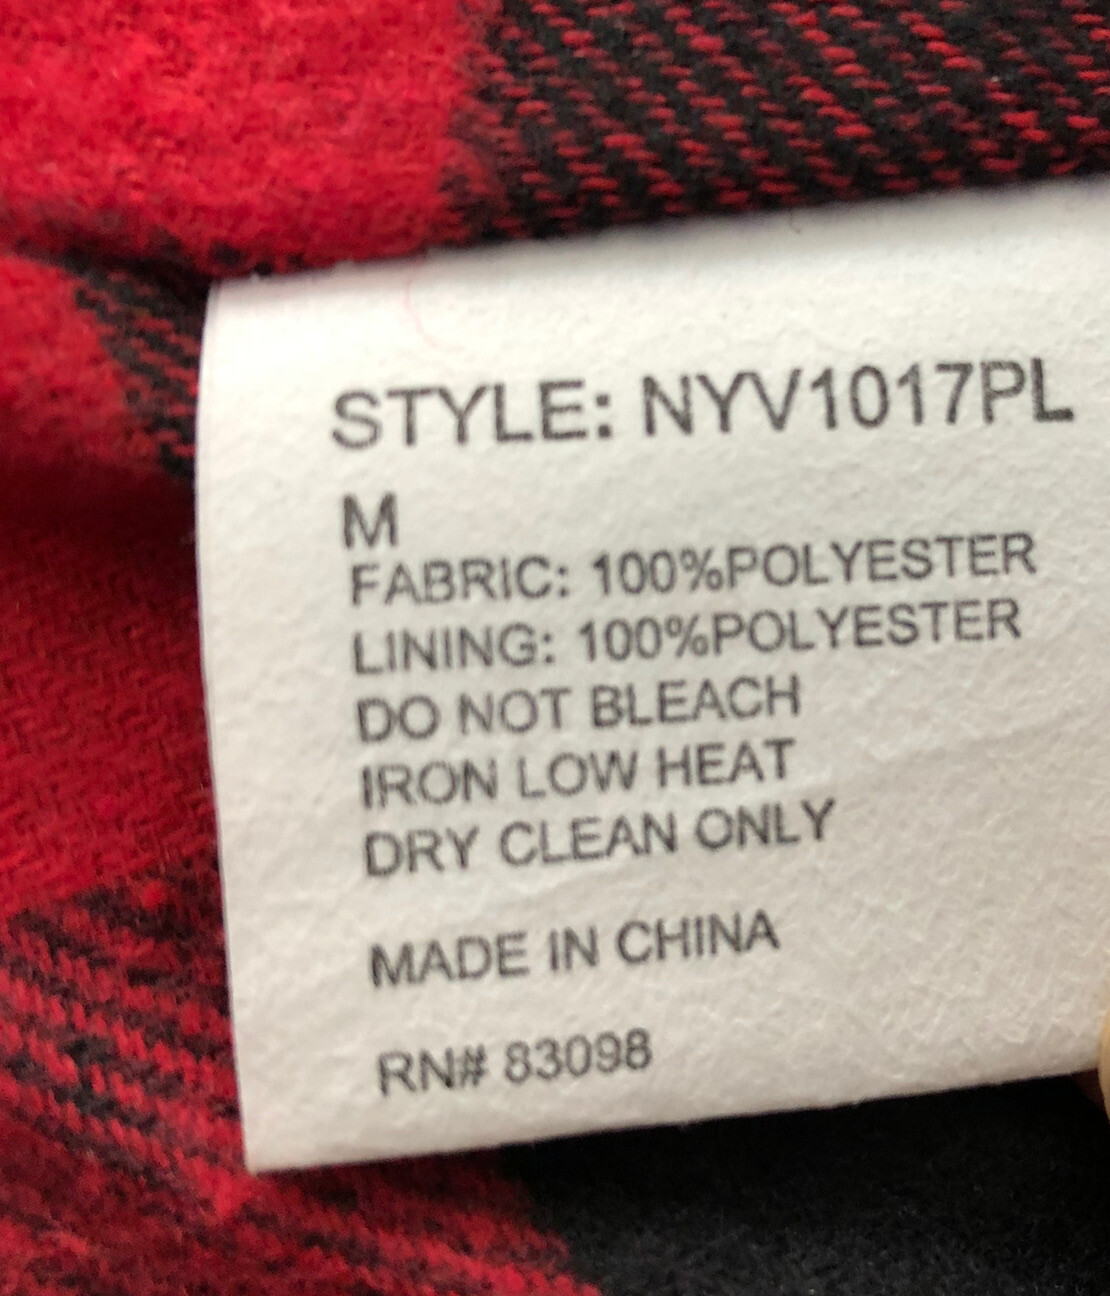 STYLE: NYV1017PL
M
FABRIC: 100%POLYESTER
LINING: 100%POLYESTER
DO NOT BLEACH
IRON LOW HEAT
DRY CLEAN ONLY
MADE IN CHINA
RN# 83098